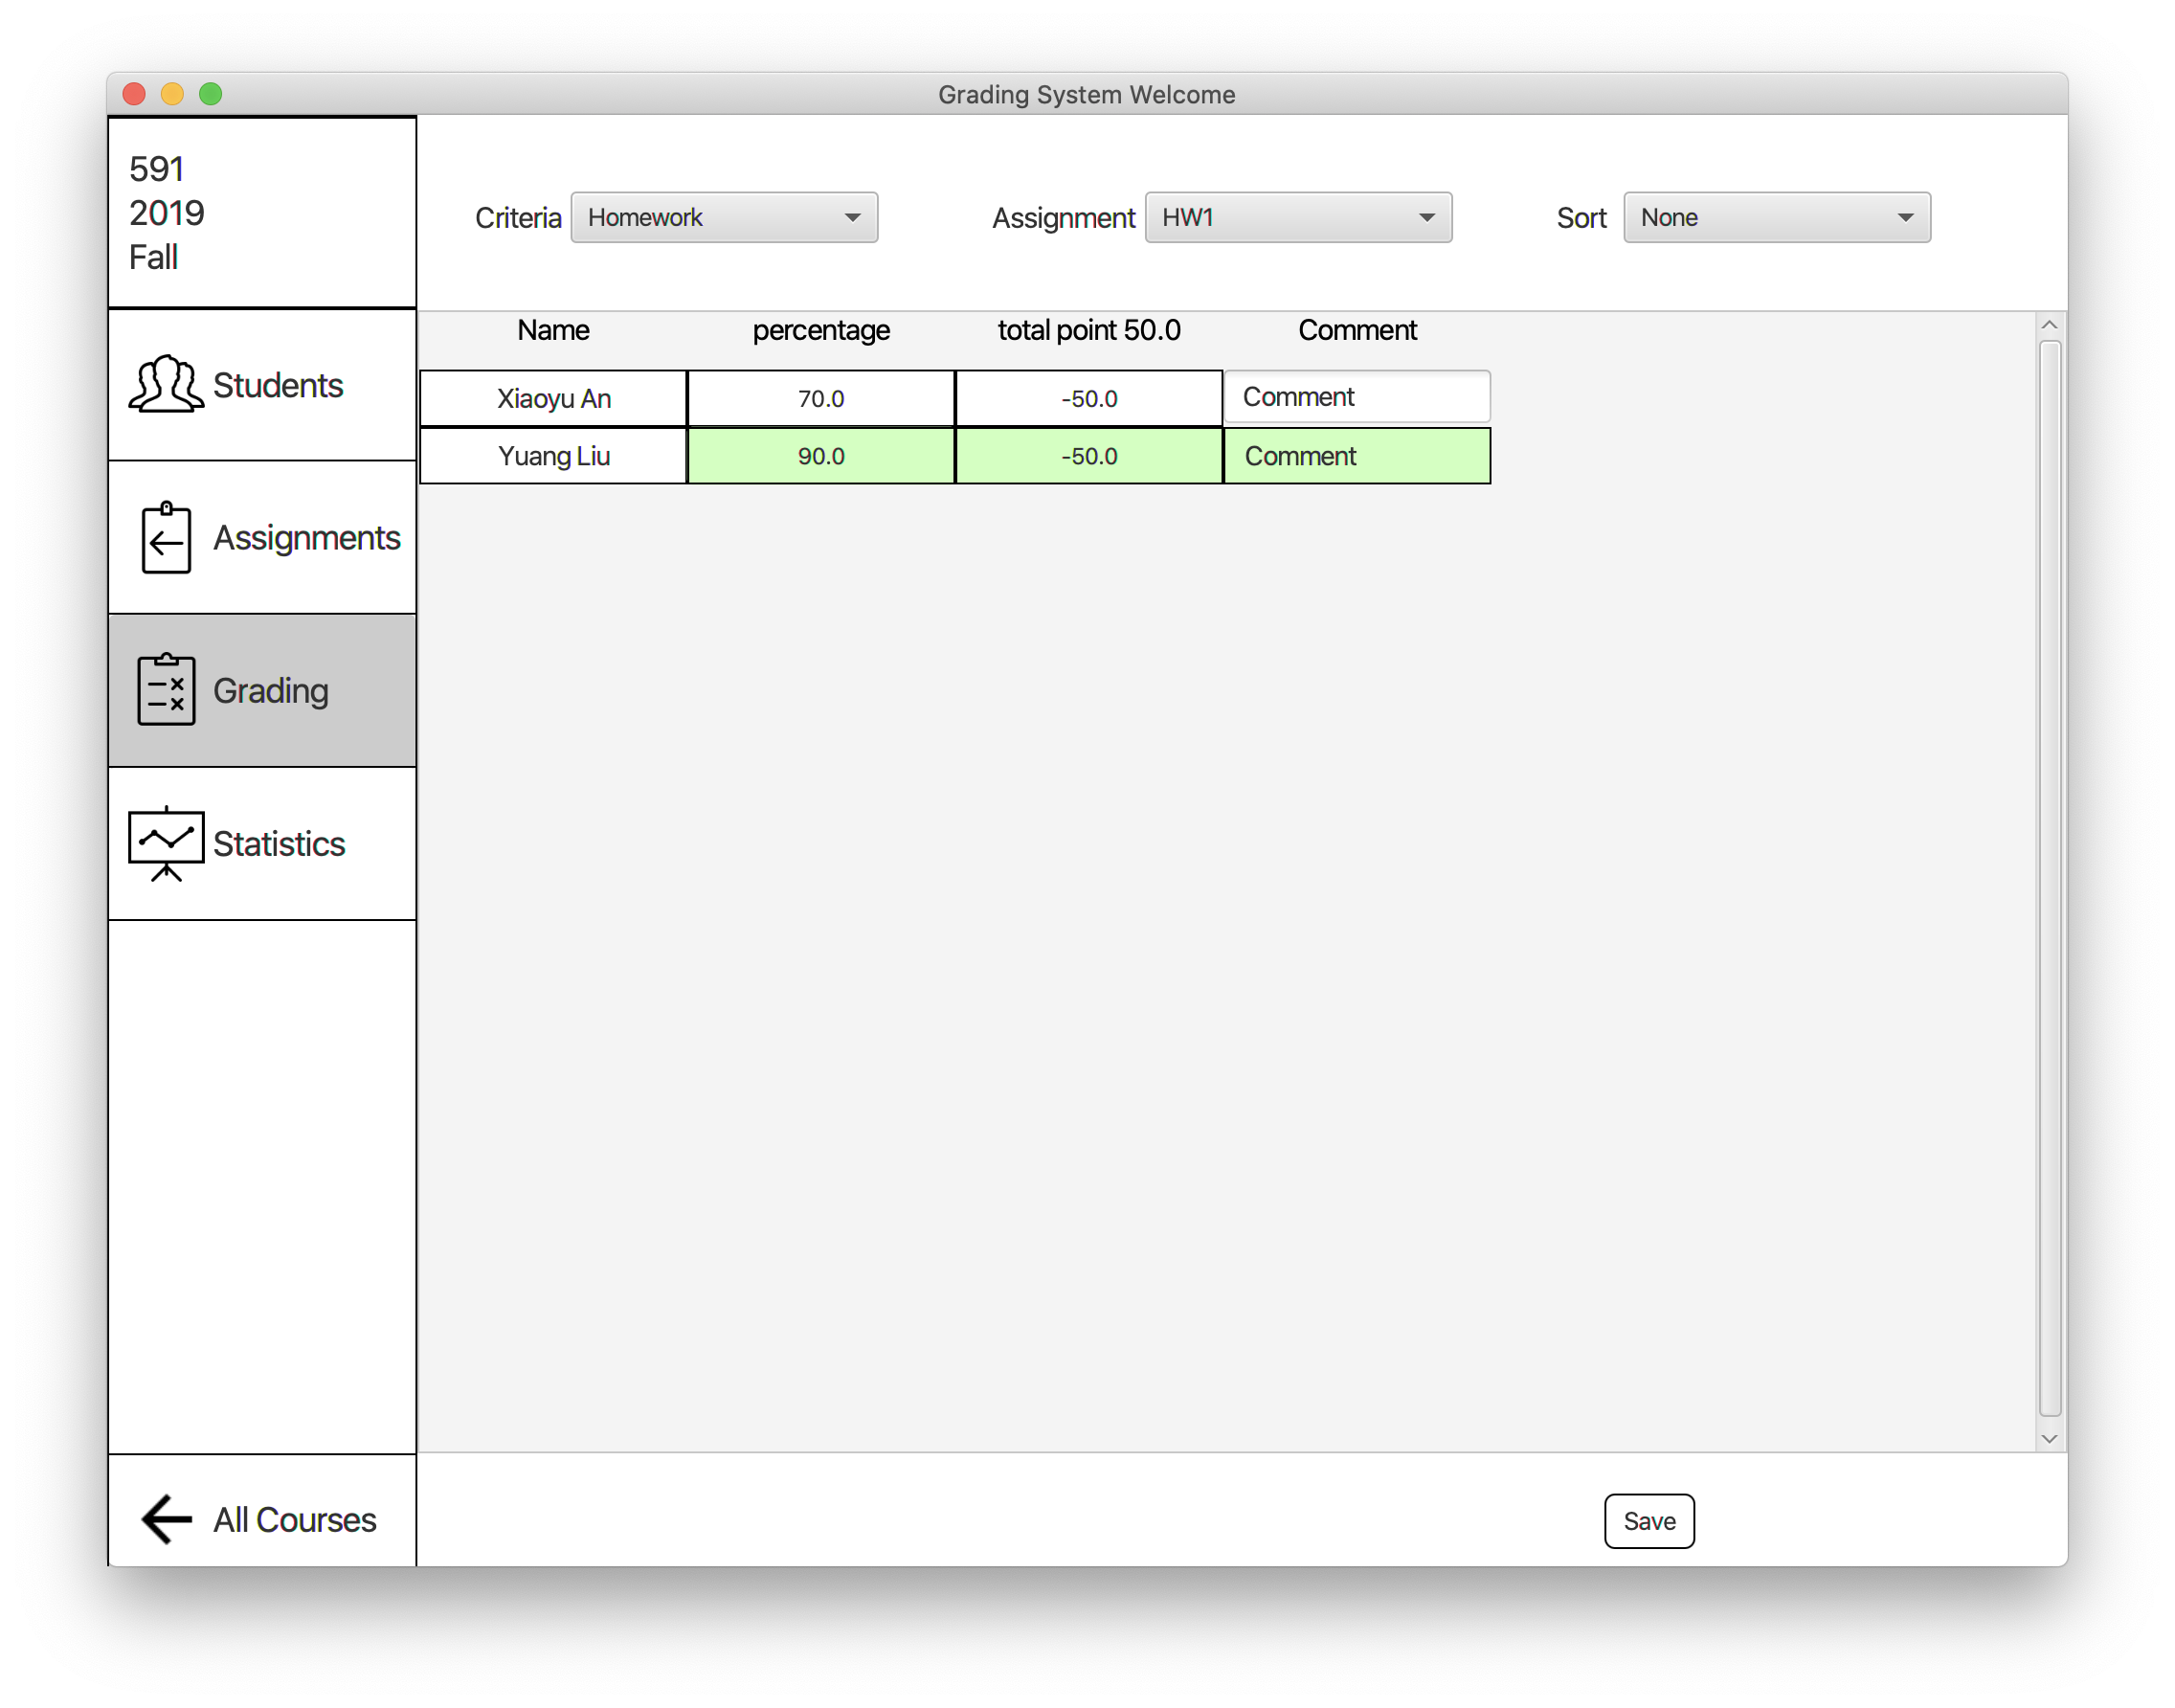 Grading System Welcome
591
2019
Fall
Criteria Homework Assignment HW1 Sort None
Name percentage total point 50.0 Comment
Xiaoyu An 70.0 -50.0 Comment
Yuang Liu 90.0 -50.0 Comment
Students
Assignments
Grading
Statistics
All Courses
Save